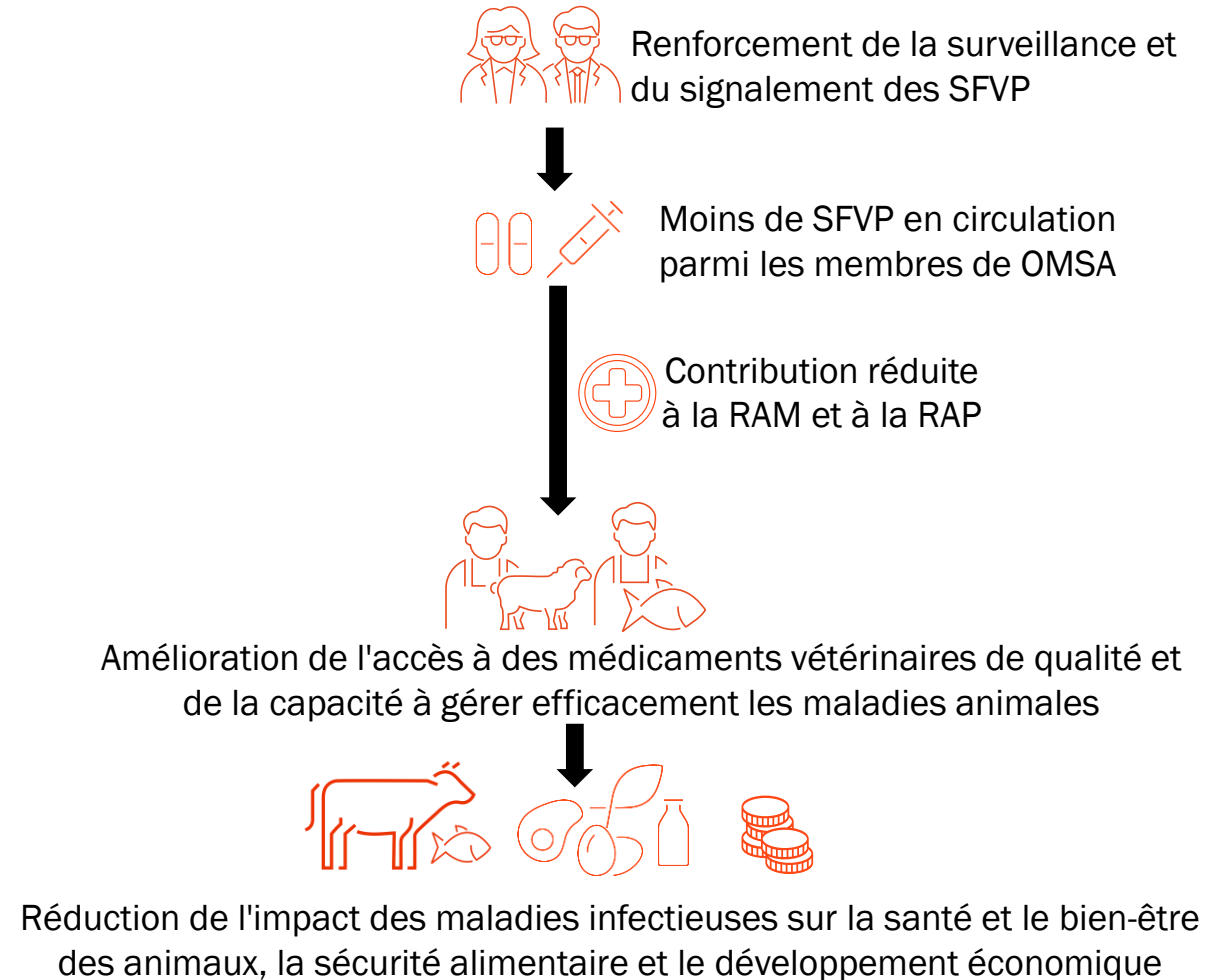 Renforcement de la surveillance et
du signalement des SFVP
Moins de SFVP en circulation
parmi les membres de OMSA
Contribution réduite
à la RAM et à la RAP
Amélioration de l'accès à des médicaments vétérinaires de qualité et
de la capacité à gérer efficacement les maladies animales
Réduction de l'impact des maladies infectieuses sur la santé et le bien-être
des animaux, la sécurité alimentaire et le développement économique